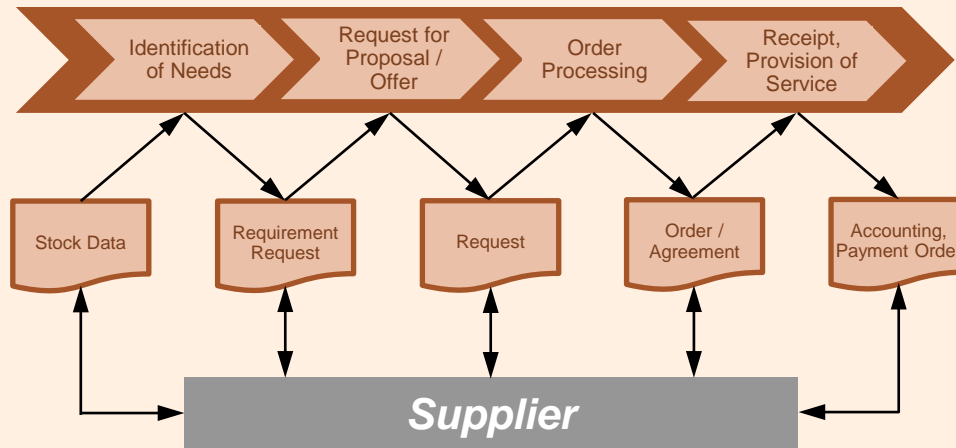 Identification
of Needs
Request for
Proposal /
Offer
Order
Processing
Receipt,
Provision of
Service
Stock Data
Requirement
Request
Request
Order /
Agreement
Accounting,
Payment Orde
Supplier